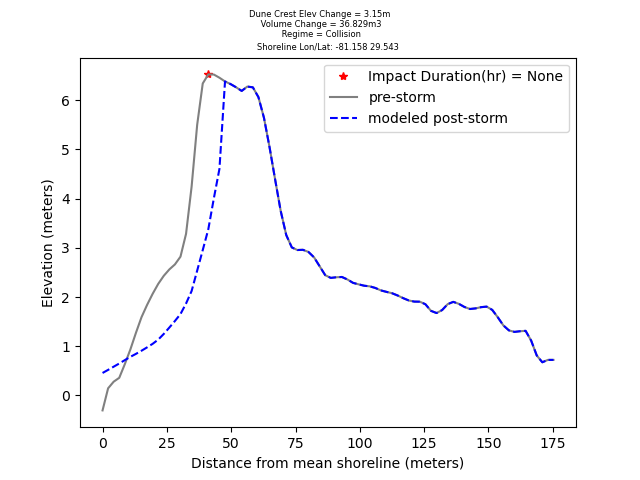 Dune Crest Elev Change = 3.15m
Volume Change = 36.829m3
Regime = Collision
Shoreline Lon/Lat: -81.158 29.543
Impact Duration(hr) = None
pre-storm
modeled post-storm
Elevation (meters)
6
5
4
3
2
1
0
0 25 50 75 100 125 150 175
Distance from mean shoreline (meters)